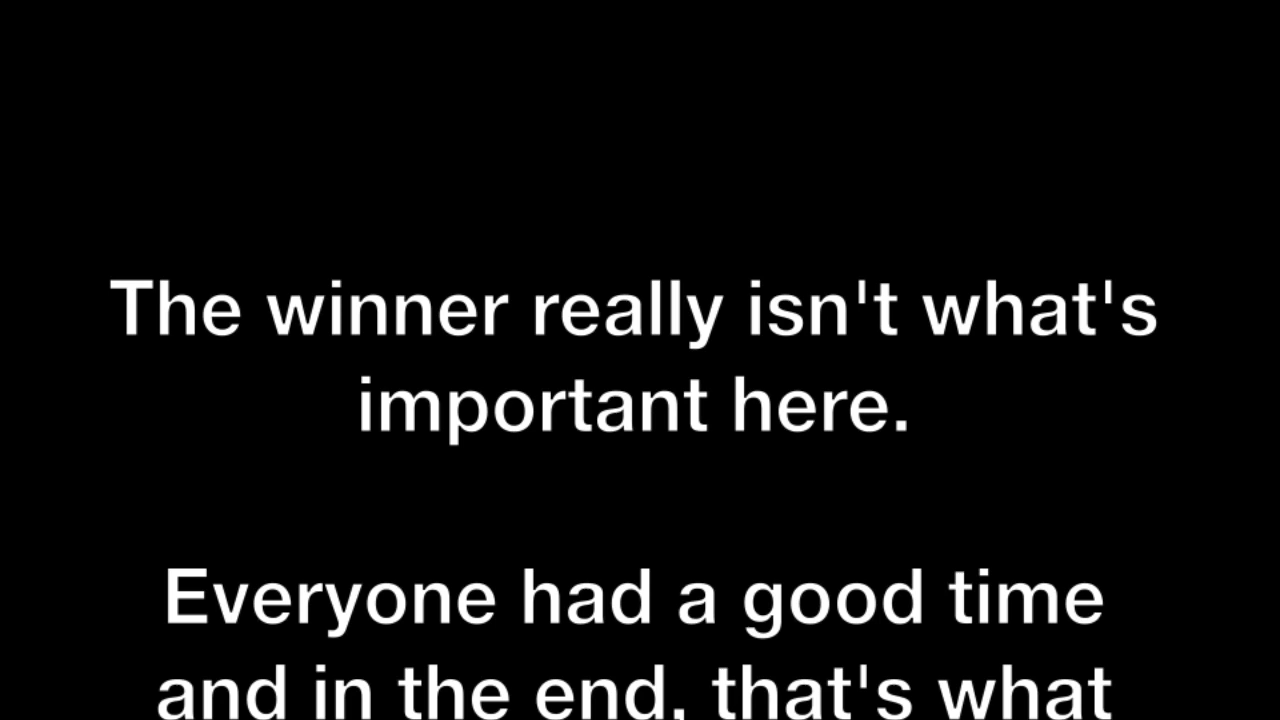 The winner really isn't what's
important here.
Everyone had a good time
and in the end, that's what